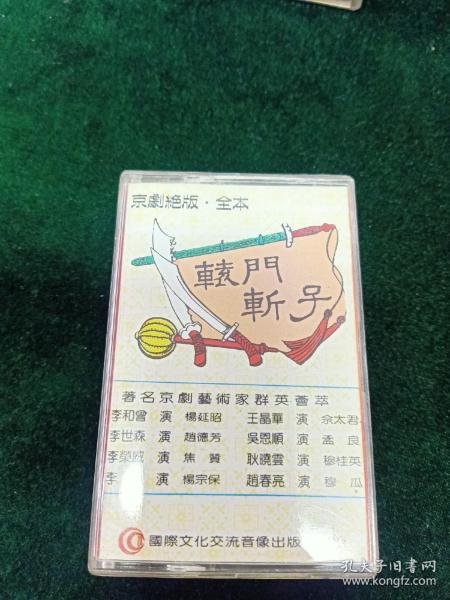 京劇絕版·全本
轅門
斬子
著名京劇藝術家群英薈萃
李和曾 演 楊延昭 王晶華 演 佘太君
李世森 演 趙德芳 吳恩順 演 孟良
李榮威 演 焦贊 耿曉雲 演 穆桂英
李 演 楊宗保 趙春亮 演 穆瓜
國際文化交流音像出版
孔夫子旧书网